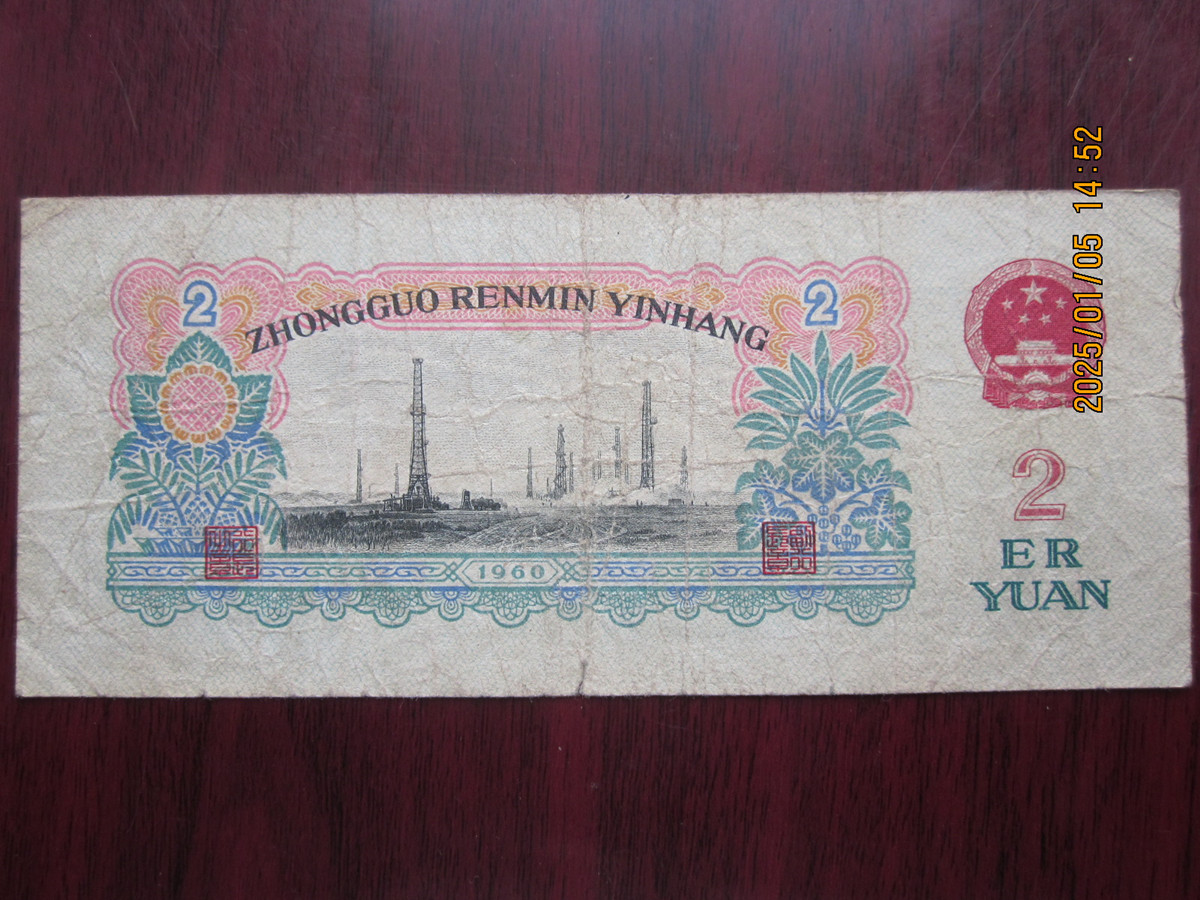 2
2
ZHONGGUO RENMIN YINHANG
2025/01/05 14:52
2
ER
YUAN
1960